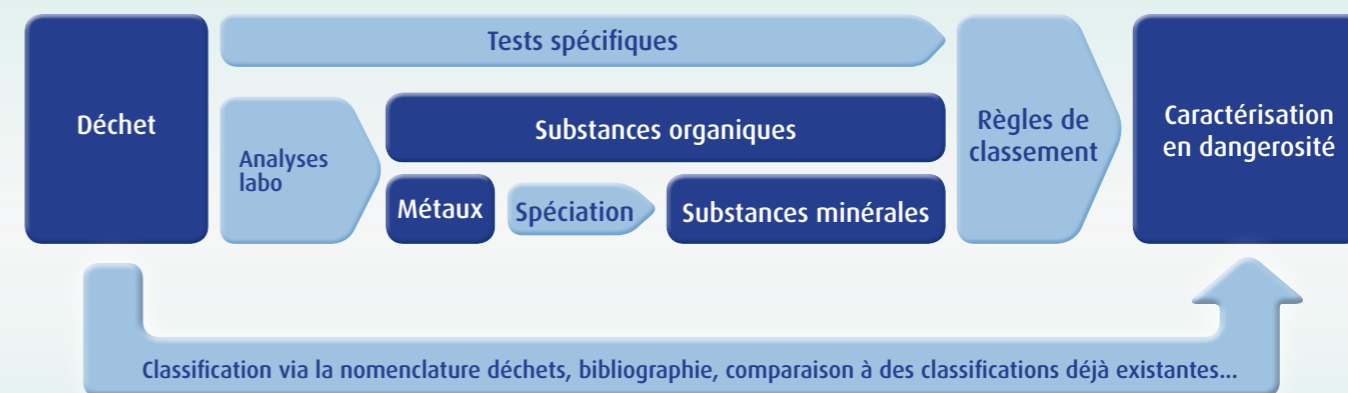 Tests spécifiques
Déchet
Analyses
labo
Substances organiques
Métaux
Spéciation
Substances minérales
Règles de
classement
Caractérisation
en dangerosité
Classification via la nomenclature déchets, bibliographie, comparaison à des classifications déjà existantes...